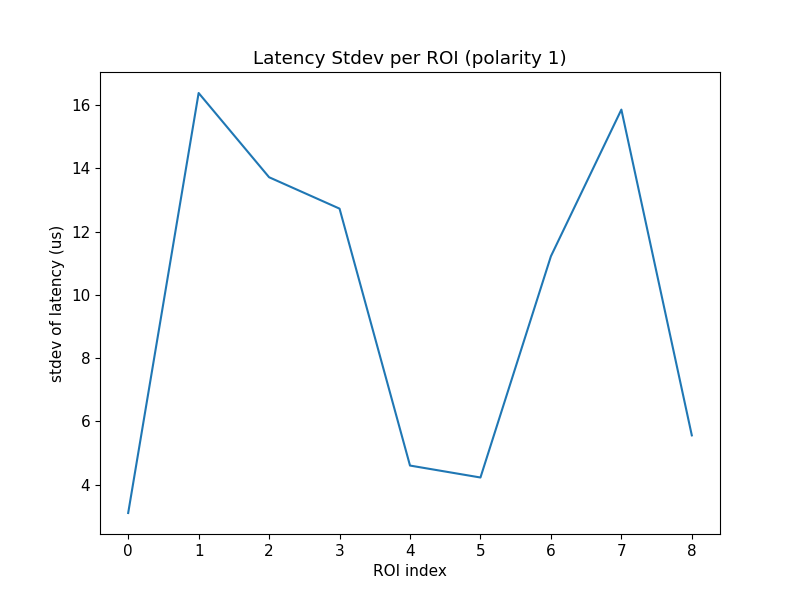 Latency Stdev per ROI (polarity 1)
16
14
12
10
8
6
4
stdev of latency (us)
0 1 2 3 4 5 6 7 8
ROI index